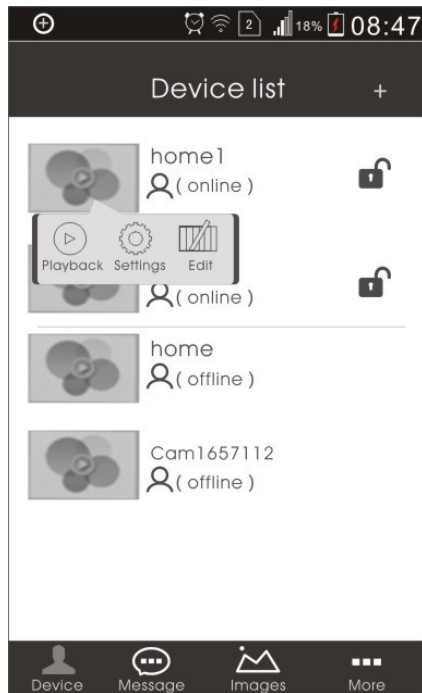 2 18% 08:47
Device list +
home1
( online )
Playback Settings Edit
( online )
home
( offline )
Cam1657112
( offline )
Device Message Images More